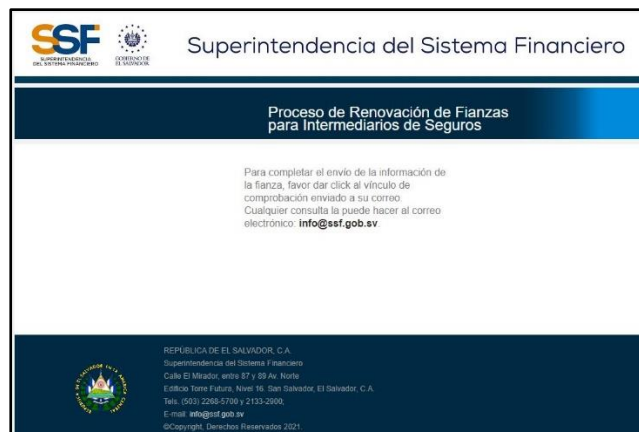 SSF
SUPERINTENDENCIA
DEL SISTEMA FINANCIERO
GOBIERNO DE
EL SALVADOR
Superintendencia del Sistema Financiero
Proceso de Renovación de Fianzas
para Intermediarios de Seguros
Para completar el envío de la información de
la fianza, favor dar click al vínculo de
comprobación enviado a su correo.
Cualquier consulta la puede hacer al correo
electrónico: info@ssf.gob.sv
REPÚBLICA DE EL SALVADOR, C.A.
Superintendencia del Sistema Financiero
Calle El Mirador, entre 87 y 89 Av. Norte
Edificio Torre Futura, Nivel 16. San Salvador, El Salvador, C.A.
Tels. (503) 2268-5700 y 2133-2900,
E-mail: info@ssf.gob.sv
©Copyright, Derechos Reservados 2021.